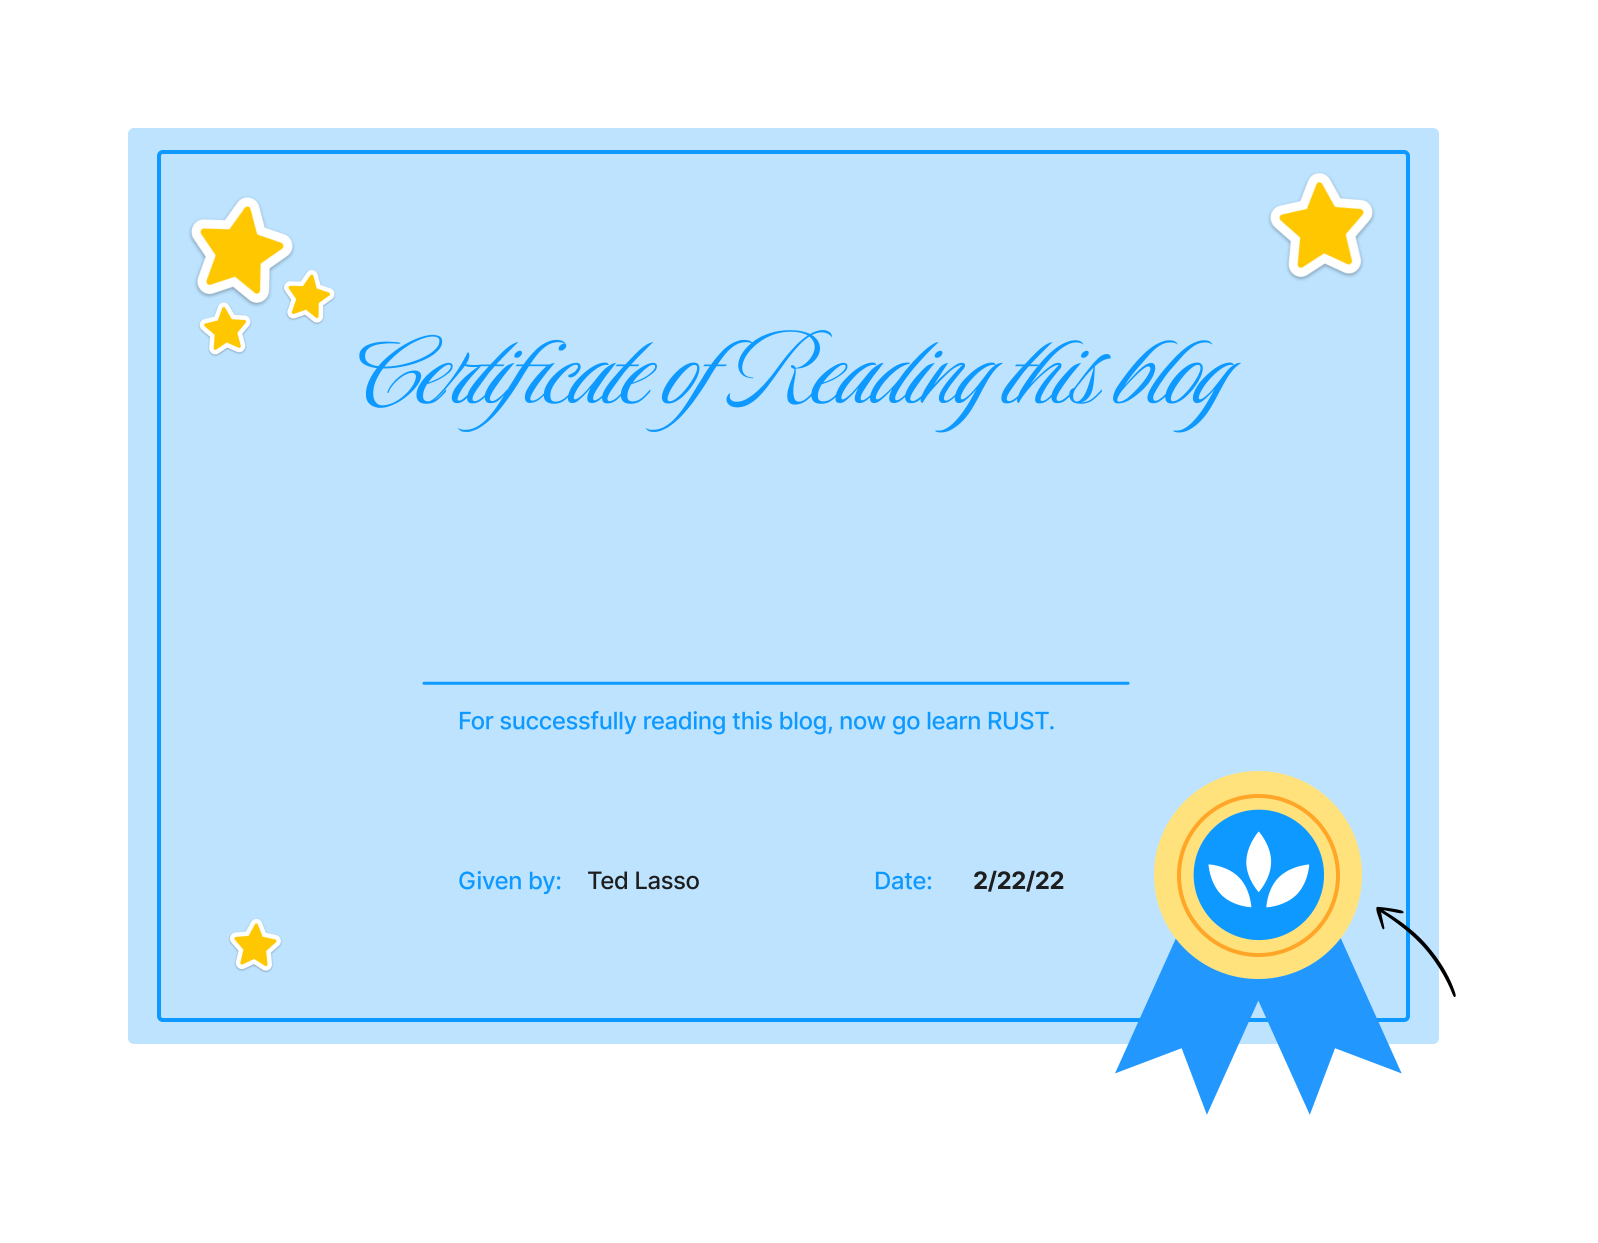 Certificate of Reading this blog
For successfully reading this blog, now go learn RUST.
Given by: Ted Lasso Date: 2/22/22